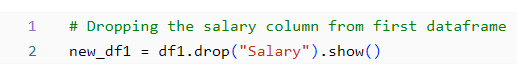 1 # Dropping the salary column from first dataframe
2 new_df1 = df1.drop("Salary").show()